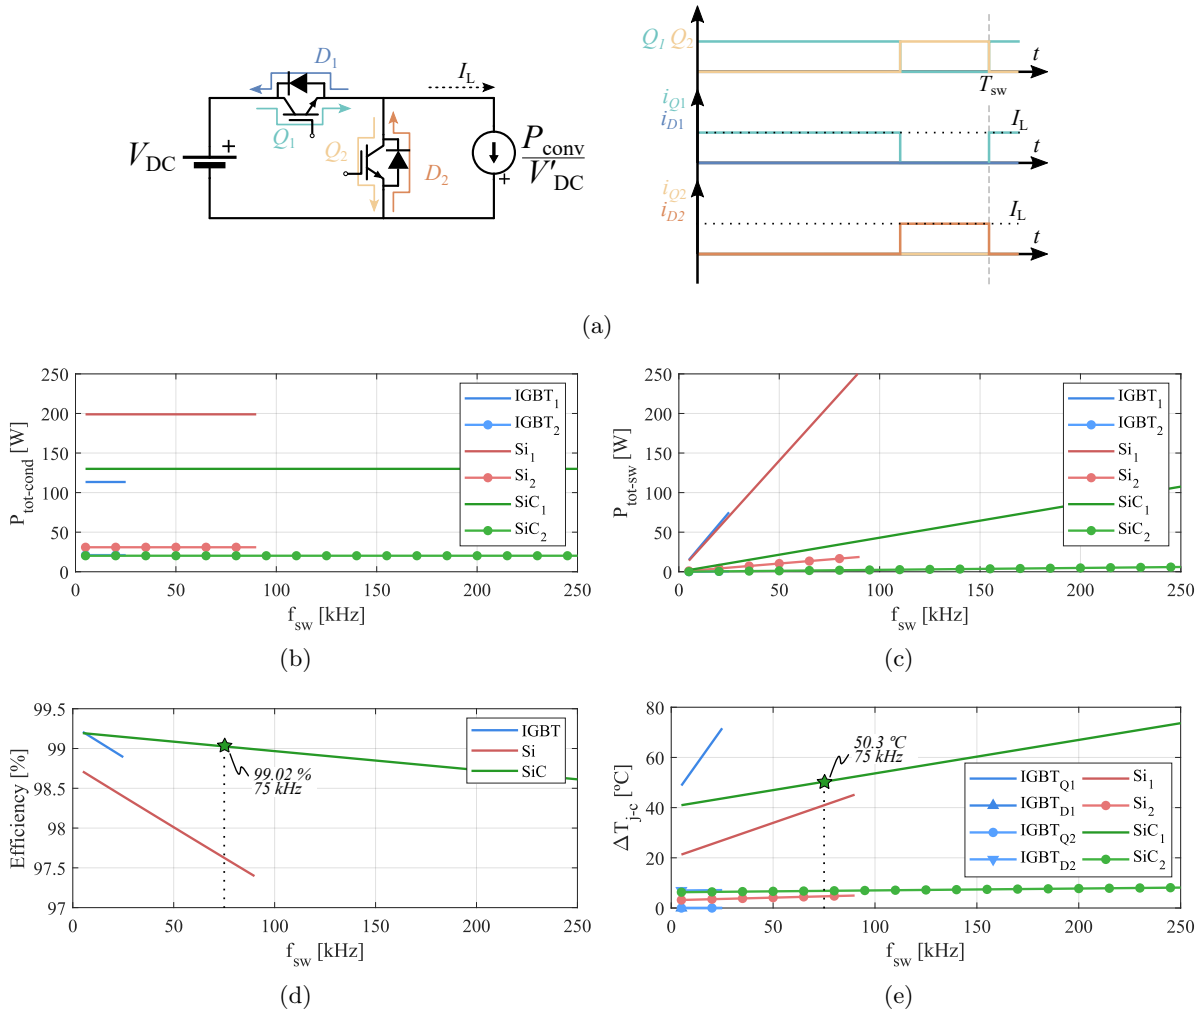 D1
IL
Q1
VDC
+
Q2
D2
Pconv
V'DC
+
Q1 Q2
t
Tsw
iQ1
iD1
IL
t
iQ2
iD2
IL
t
(a)
Ptot-cond [W]
250
200
150
100
50
0
0 50 100 150 200 250
fsw [kHz]
IGBT1
IGBT2
Si1
Si2
SiC1
SiC2
(b)
Ptot-sw [W]
250
200
150
100
50
0
0 50 100 150 200 250
fsw [kHz]
IGBT1
IGBT2
Si1
Si2
SiC1
SiC2
(c)
Efficiency [%]
99.5
99
98.5
98
97.5
97
0 50 100 150 200 250
fsw [kHz]
IGBT
Si
SiC
99.02 %
75 kHz
(d)
ΔTj-c [ºC]
80
60
40
20
0
0 50 100 150 200 250
fsw [kHz]
50.3 ºC
75 kHz
IGBTQ1 Si1
IGBTD1 Si2
IGBTQ2 SiC1
IGBTD2 SiC2
(e)